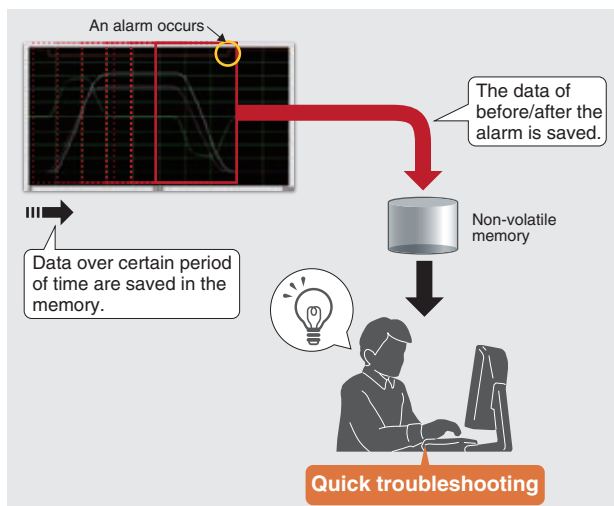 An alarm occurs
The data of
before/after the
alarm is saved.
Non-volatile
memory
Data over certain period
of time are saved in the
memory.
Quick troubleshooting